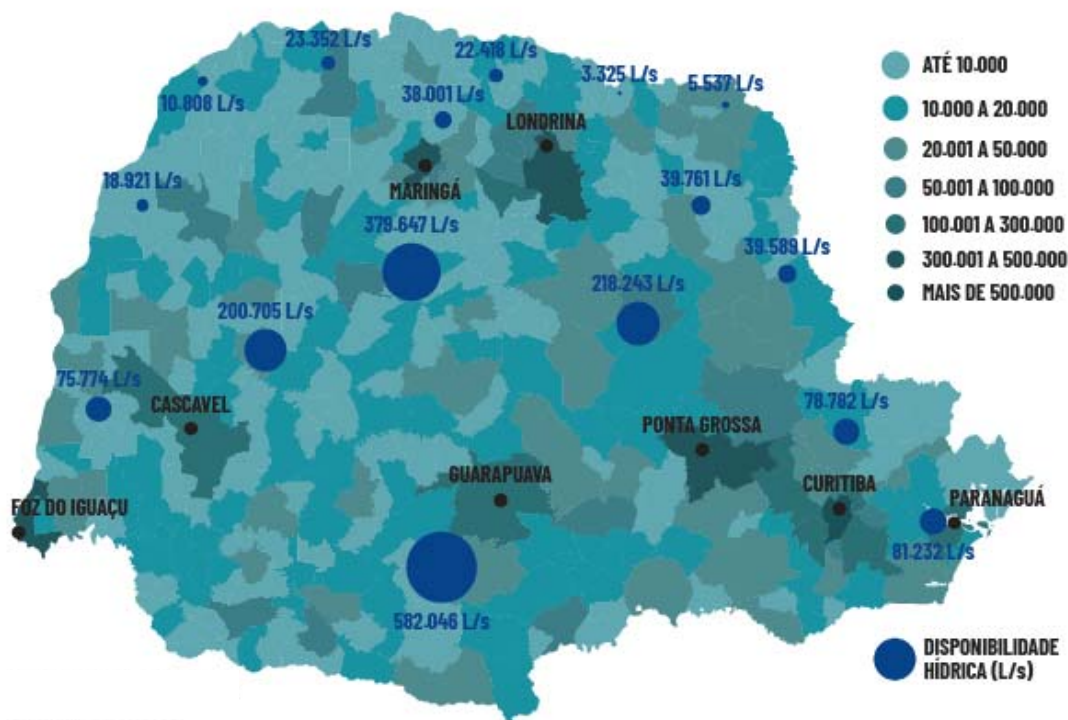 23.352 L/s
22.418 L/s
3.325 L/s
5.537 L/s
10.808 L/s
38.001 L/s
LONDRINA
MARINGÁ
18.921 L/s
39.761 L/s
379.647 L/s
39.589 L/s
218.243 L/s
200.705 L/s
75.774 L/s
CASCAVEL
78.782 L/s
PONTA GROSSA
GUARAPUAVA
CURITIBA
PARANAGUÁ
FOZ DO IGUAÇU
81.232 L/s
582.046 L/s
ATÉ 10.000
10.000 A 20.000
20.001 A 50.000
50.001 A 100.000
100.001 A 300.000
300.001 A 500.000
MAIS DE 500.000
DISPONIBILIDADE
HÍDRICA (L/s)